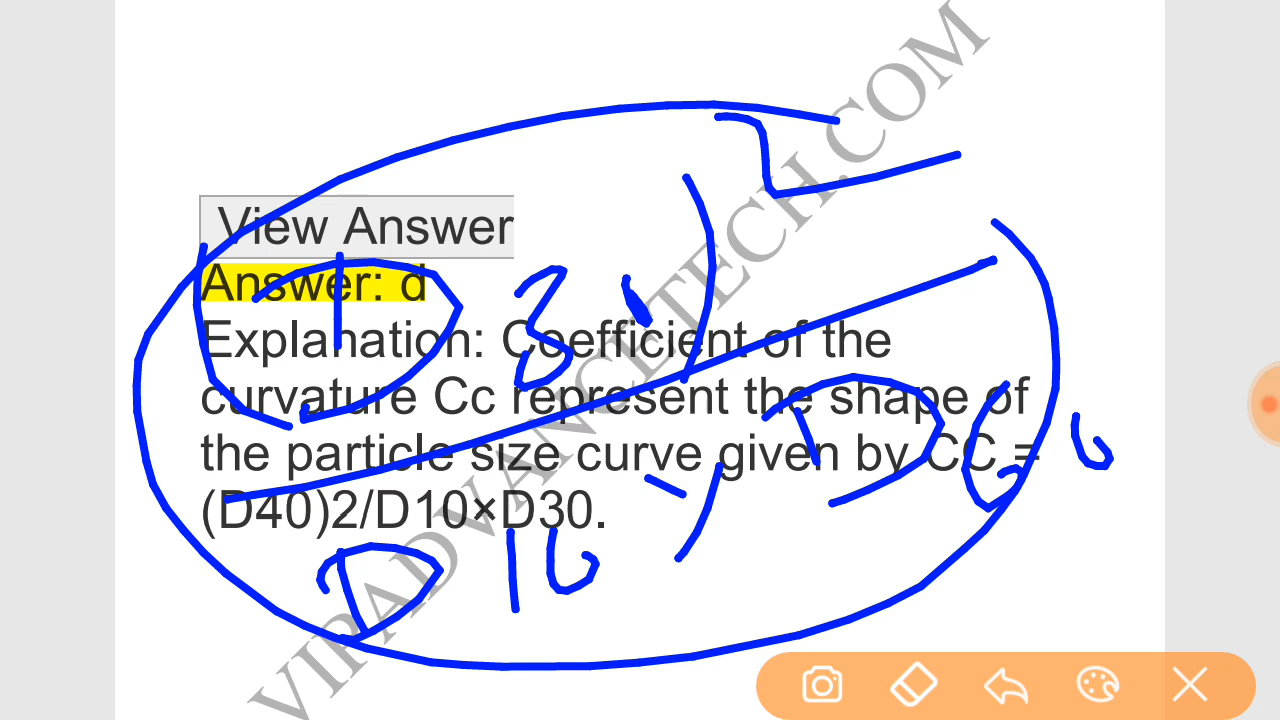 View Answer
Answer: d
Explanation: Coefficient of the
curvature Cc represent the shape of
the particle size curve given by CC =
(D40)2/D10×D30.
(D30)2
D10 × D60
VIPADVANCETECH.COM